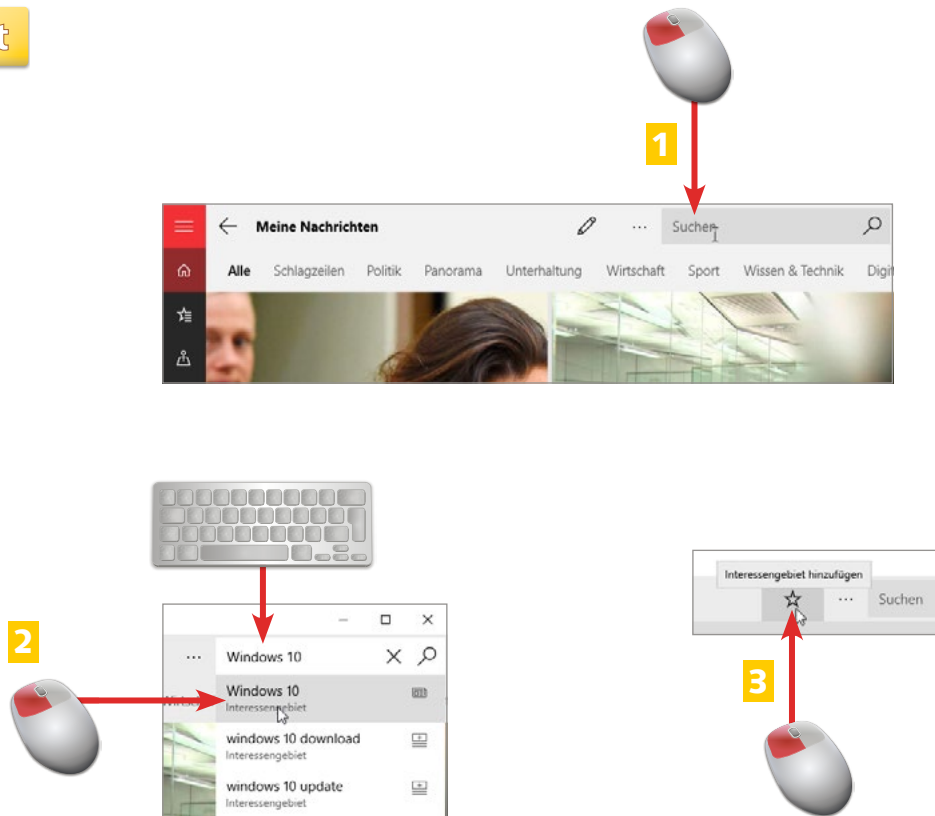 t
1
Meine Nachrichten
...
Suchen
Alle Schlagzeilen Politik Panorama Unterhaltung Wirtschaft Sport Wissen & Technik Digit
2
... Windows 10
Windows 10
Interessengebiet
windows 10 download
Interessengebiet
windows 10 update
Interessengebiet
Interessengebiet hinzufügen
... Suchen
3